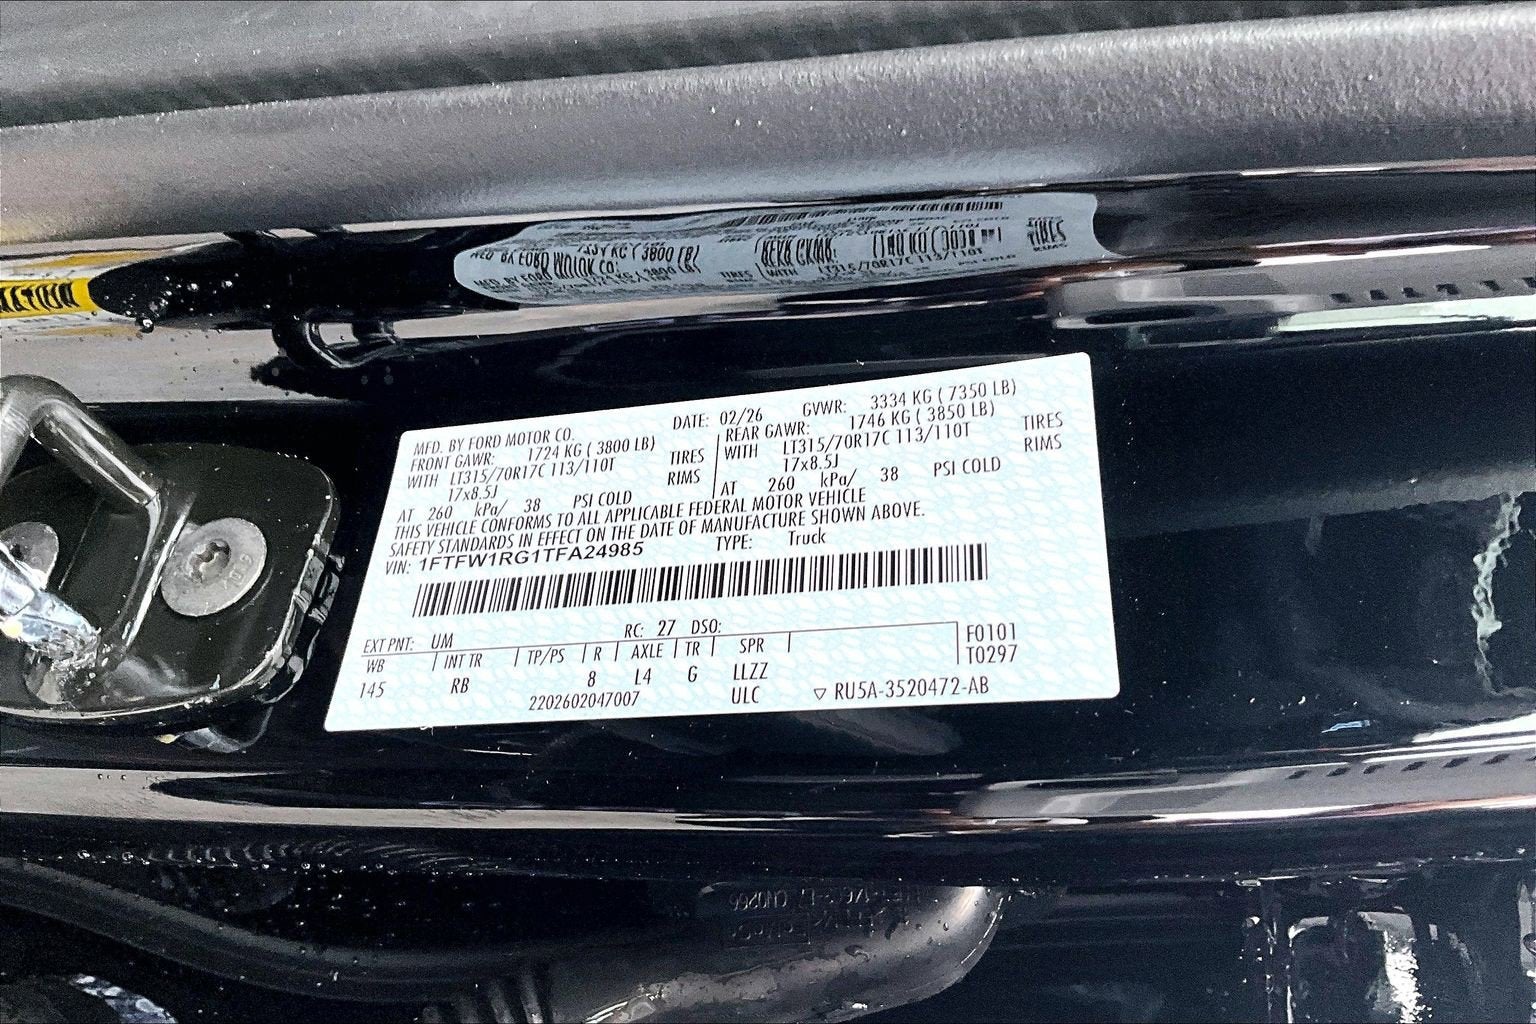 MFD. BY FORD MOTOR CO.
DATE: 02/26 GVWR: 3334 KG ( 7350 LB)
FRONT GAWR: 1724 KG ( 3800 LB)
WITH LT315/70R17C 113/110T TIRES
17x8.5J RIMS
AT 260 kPa/ 38 PSI COLD
REAR GAWR: 1746 KG ( 3850 LB)
WITH LT315/70R17C 113/110T TIRES
17x8.5J RIMS
AT 260 kPa/ 38 PSI COLD
THIS VEHICLE CONFORMS TO ALL APPLICABLE FEDERAL MOTOR VEHICLE
SAFETY STANDARDS IN EFFECT ON THE DATE OF MANUFACTURE SHOWN ABOVE.
VIN: 1FTFW1RG1TFA24985 TYPE: Truck
EXT PNT: UM RC: 27 DSO:
WB INT TR TP/PS R AXLE TR SPR
145 RB 8 L4 G LLZZ
2202602047007 ULC
F0101
T0297
▽ RU5A-3520472-AB